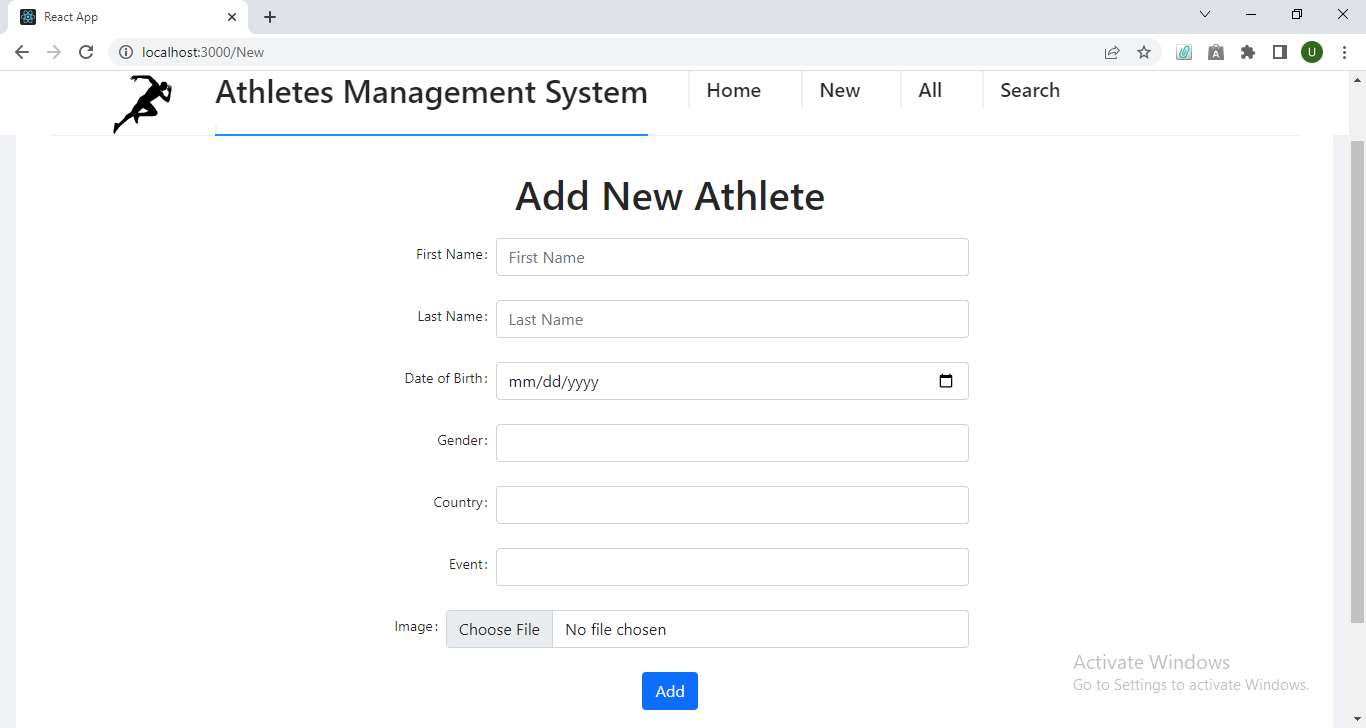 React App
localhost:3000/New
U
Athletes Management System Home New All Search
Add New Athlete
First Name: First Name
Last Name: Last Name
Date of Birth: mm/dd/yyyy
Gender:
Country:
Event:
Image: Choose File No file chosen
Add
Activate Windows
Go to Settings to activate Windows.